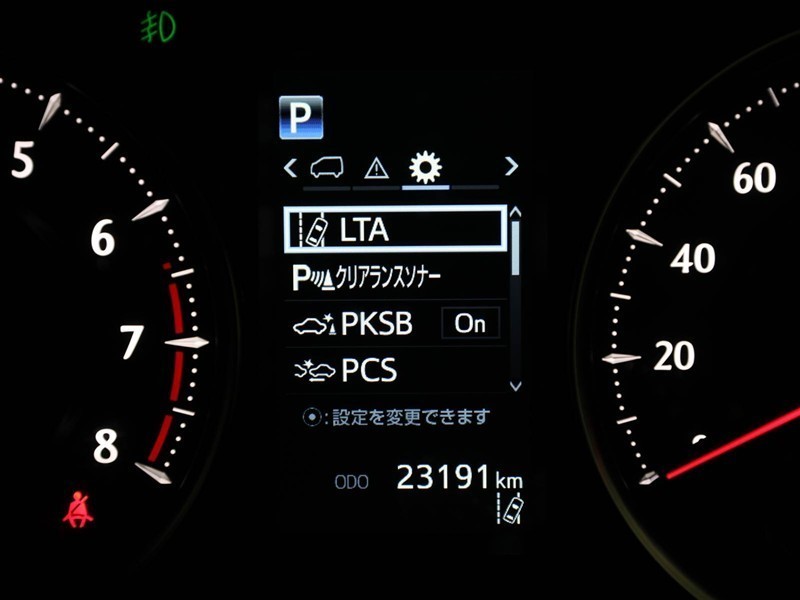 P
5
6
7
8
LTA
P クリアランスソナー
PKSB On
PCS
:設定を変更できます
ODO 23191 km
60
40
20